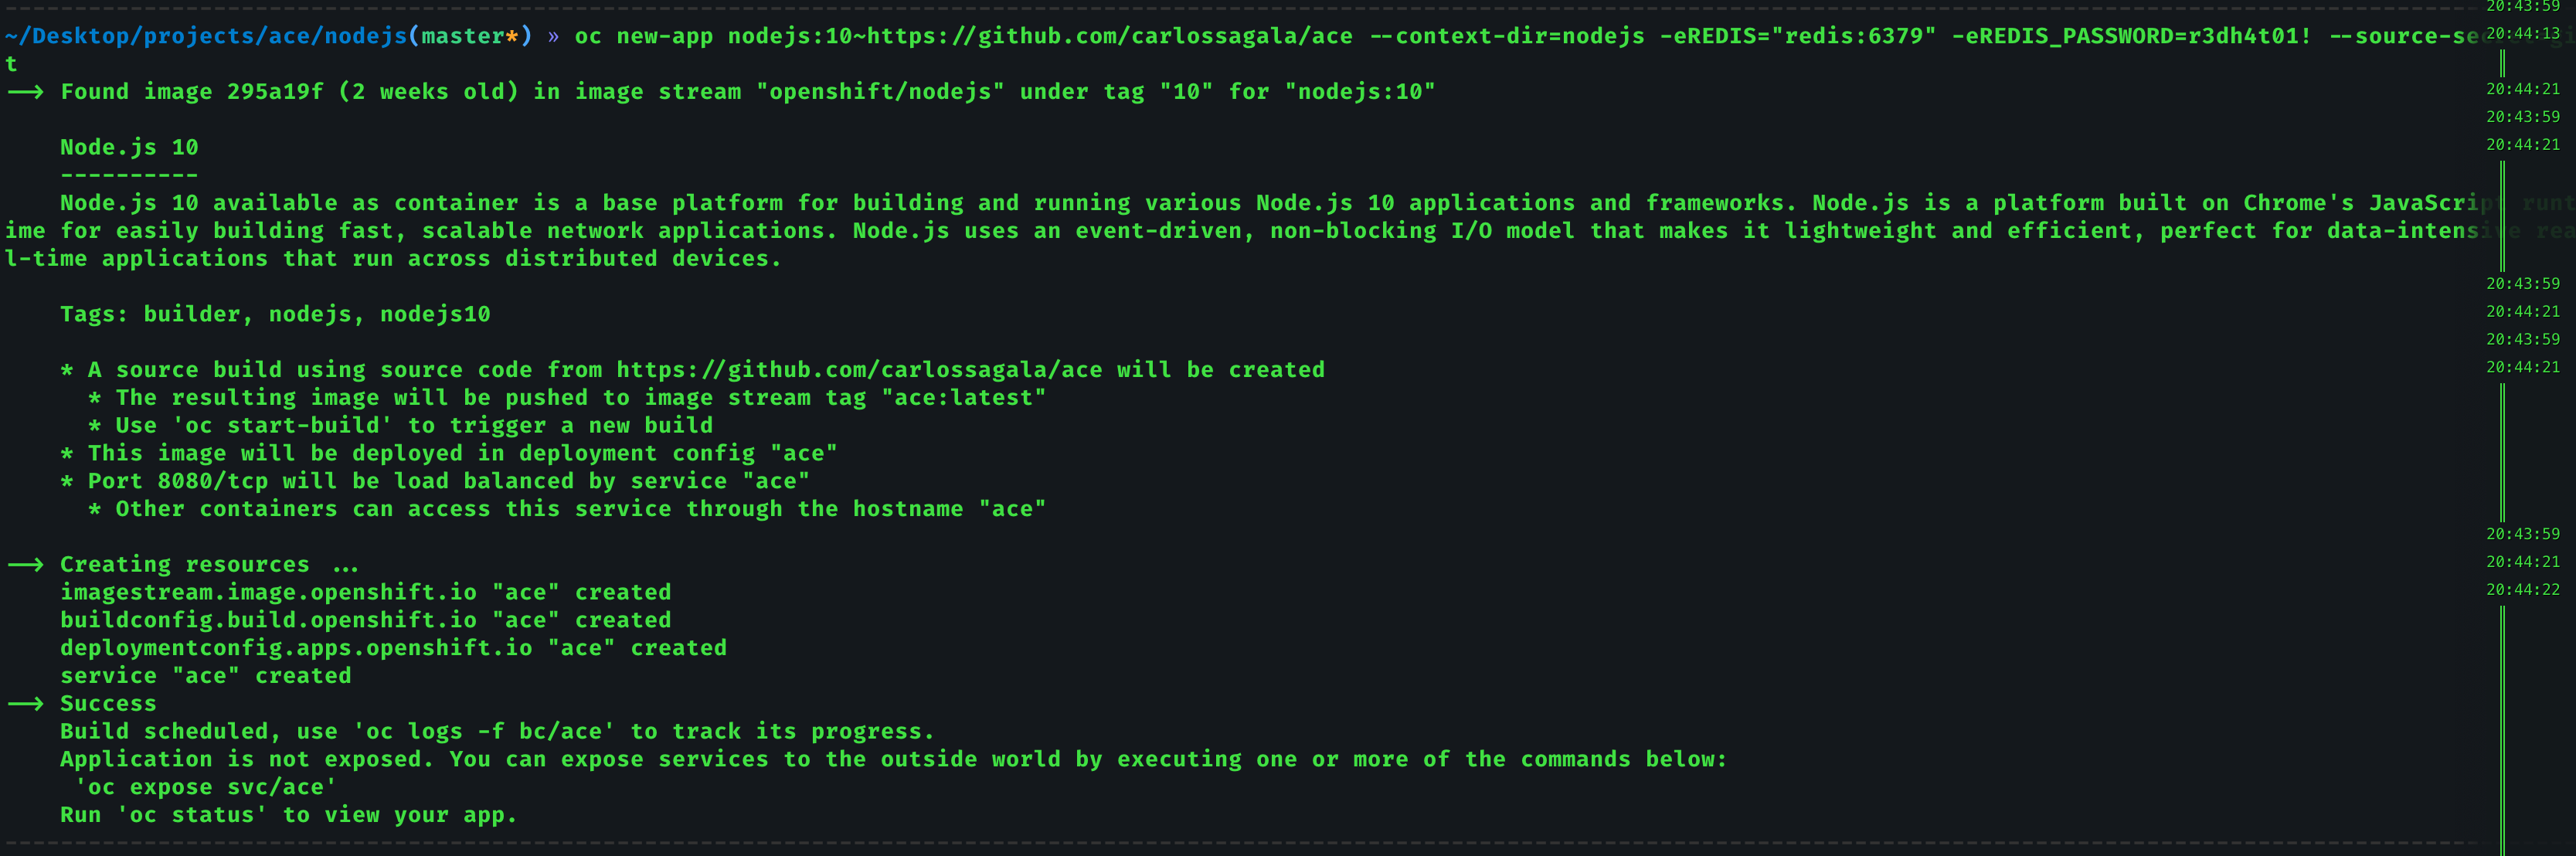 20:43:59
~/Desktop/projects/ace/nodejs(master*) » oc new-app nodejs:10~https://github.com/carlossagala/ace --context-dir=nodejs -eREDIS="redis:6379" -eREDIS_PASSWORD=r3dh4t01! --source-secret=gi 20:44:13
t
—> Found image 295a19f (2 weeks old) in image stream "openshift/nodejs" under tag "10" for "nodejs:10" 20:44:21
20:43:59
Node.js 10 20:44:21
----------
Node.js 10 available as container is a base platform for building and running various Node.js 10 applications and frameworks. Node.js is a platform built on Chrome's JavaScript runt
ime for easily building fast, scalable network applications. Node.js uses an event-driven, non-blocking I/O model that makes it lightweight and efficient, perfect for data-intensive rea
l-time applications that run across distributed devices.
20:43:59
Tags: builder, nodejs, nodejs10 20:44:21
20:43:59
* A source build using source code from https://github.com/carlossagala/ace will be created 20:44:21
* The resulting image will be pushed to image stream tag "ace:latest"
* Use 'oc start-build' to trigger a new build
* This image will be deployed in deployment config "ace"
* Port 8080/tcp will be load balanced by service "ace"
* Other containers can access this service through the hostname "ace"
20:43:59
—> Creating resources ... 20:44:21
imagestream.image.openshift.io "ace" created 20:44:22
buildconfig.build.openshift.io "ace" created
deploymentconfig.apps.openshift.io "ace" created
service "ace" created
—> Success
Build scheduled, use 'oc logs -f bc/ace' to track its progress.
Application is not exposed. You can expose services to the outside world by executing one or more of the commands below:
'oc expose svc/ace'
Run 'oc status' to view your app.